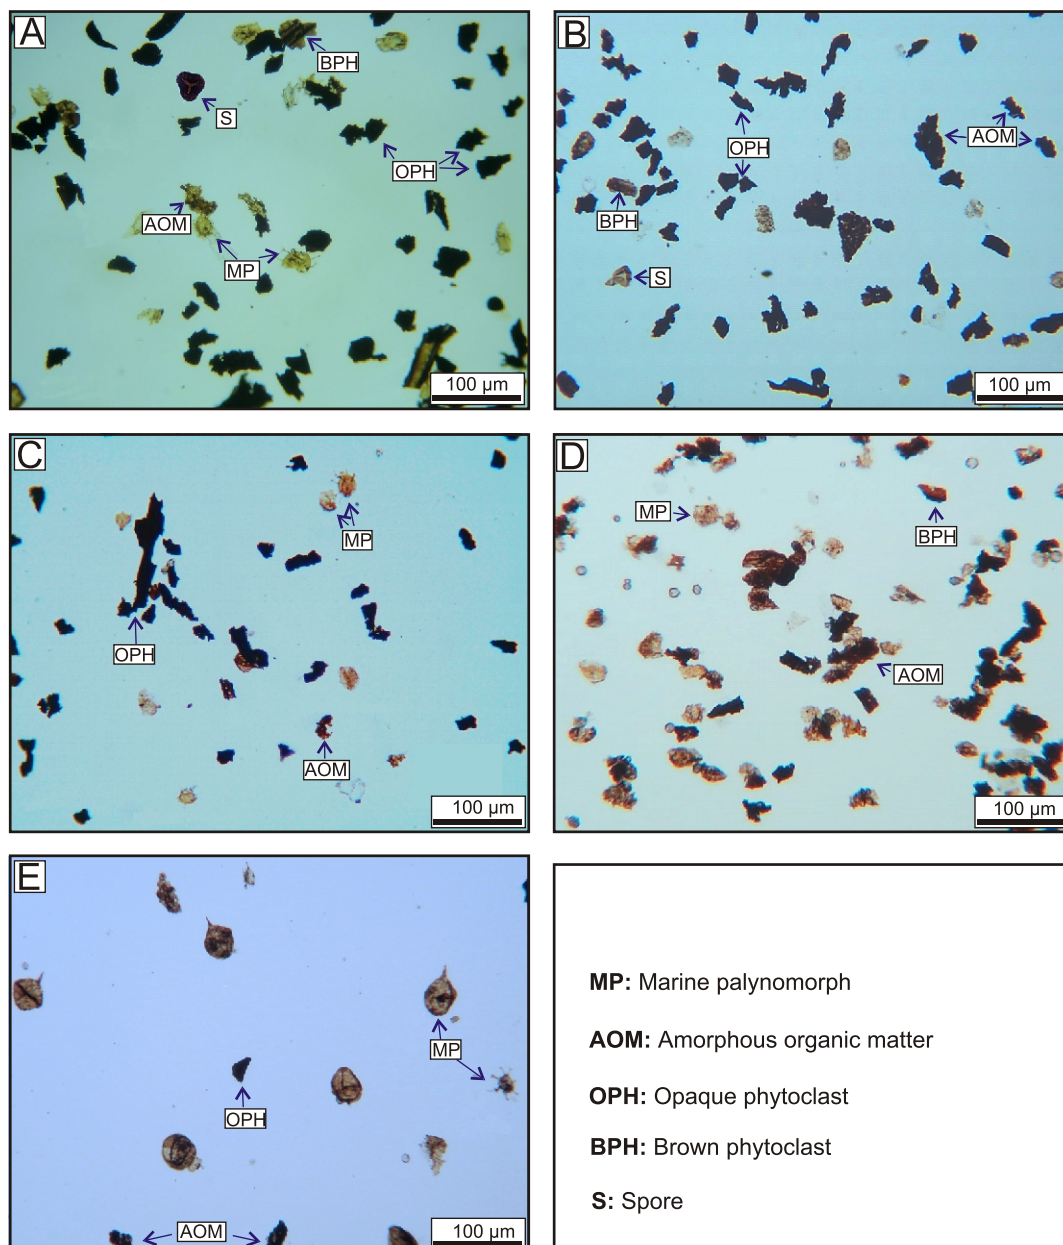 A
BPH
S
OPH
AOM
MP
100 µm
B
OPH
AOM
BPH
S
100 µm
C
MP
OPH
AOM
100 µm
D
MP
BPH
AOM
100 µm
E
MP
OPH
AOM
100 µm
MP: Marine palynomorph
AOM: Amorphous organic matter
OPH: Opaque phytoclast
BPH: Brown phytoclast
S: Spore